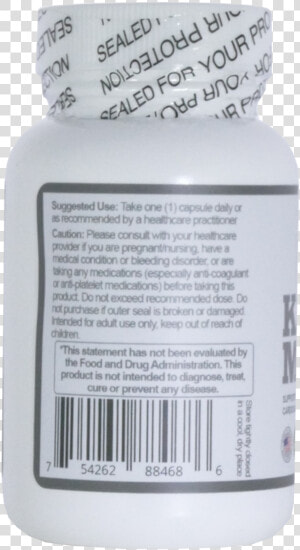 SEALED
SEALED FOR YOUR PRO
SEALED FOR YOUR PRO
Suggested Use: Take one (1) capsule daily or
as recommended by a healthcare practitioner
Caution: Please consult with your healthcare
provider if you are pregnant/nursing, have a
medical condition or bleeding disorder, or are
taking any medications (especially anti-coagulant
or anti-platelet medications) before taking this
product. Do not exceed recommended dose. Do
not purchase if outer seal is broken or damaged.
Intended for adult use only, keep out of reach of
children.
*This statement has not been evaluated by
the Food and Drug Administration. This
product is not intended to diagnose, treat,
cure or prevent any disease.
7 54262 88468 6
Store tightly closed
in a cool, dry place